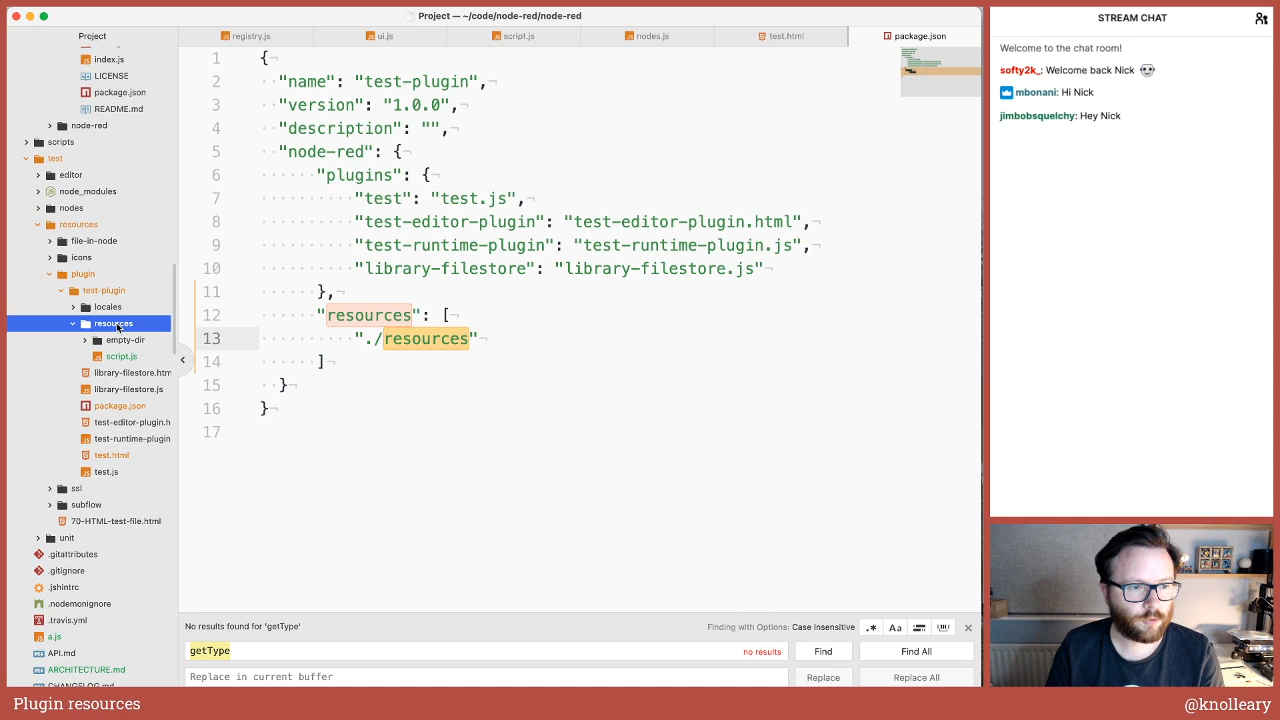 Project — ~/code/node-red/node-red
Project
index.js
LICENSE
package.json
README.md
node-red
scripts
test
editor
node_modules
nodes
resources
file-in-node
icons
plugin
test-plugin
locales
resources
empty-dir
script.js
library-filestore.htm
library-filestore.js
package.json
test-editor-plugin.h
test-runtime-plugin
test.html
test.js
ssl
subflow
70-HTML-test-file.html
unit
.gitattributes
.gitignore
.jshintrc
.nodemonignore
.travis.yml
a.js
API.md
ARCHITECTURE.md
CHANGELOG.md
registry.js
ui.js
script.js
nodes.js
test.html
package.json
1 {
2 "name": "test-plugin",
3 "version": "1.0.0",
4 "description": "",
5 "node-red": {
6 "plugins": {
7 "test": "test.js",
8 "test-editor-plugin": "test-editor-plugin.html",
9 "test-runtime-plugin": "test-runtime-plugin.js",
10 "library-filestore": "library-filestore.js"
11 },
12 "resources": [
13 "./resources"
14 ]
15 }
16 }
17
No results found for 'getType'
Finding with Options: Case Insensitive
.* Aa
getType
no results
Find
Find All
Replace in current buffer
Replace
Replace All
STREAM CHAT
Welcome to the chat room!
softy2k_: Welcome back Nick
mbonani: Hi Nick
jimbobsquelchy: Hey Nick
Plugin resources
@knolleary